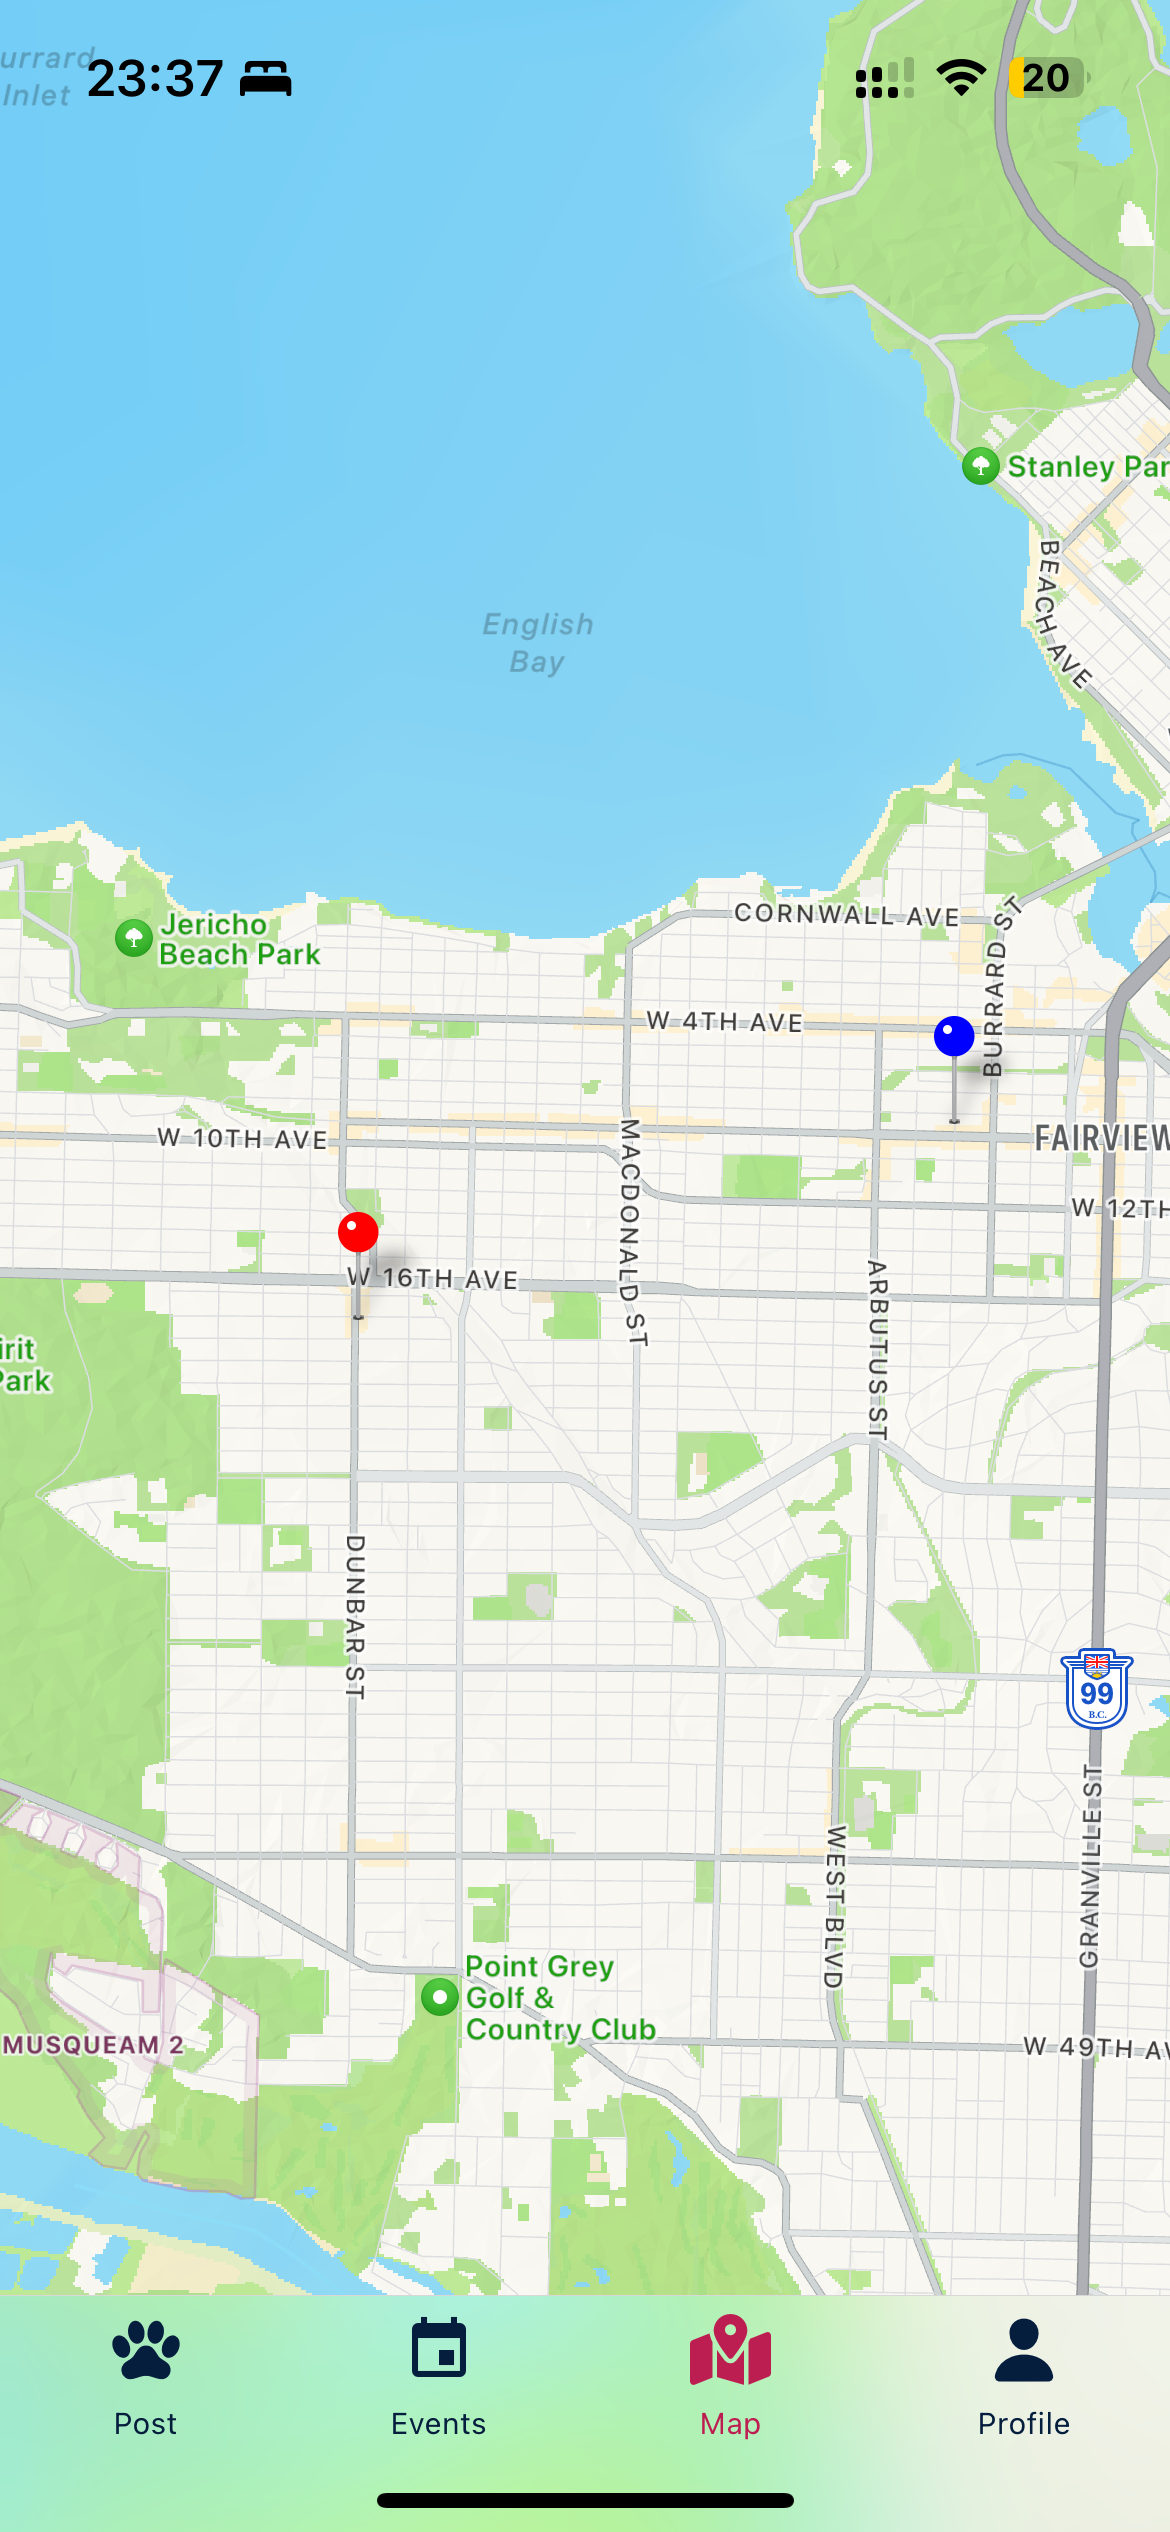 urrard
Inlet
23:37
20
Stanley Par
BEACH AVE
English
Bay
Jericho
Beach Park
CORNWALL AVE
BURRARD ST
W 4TH AVE
W 10TH AVE
FAIRVIEW
MACDONALD ST
W 12TH
W 16TH AVE
ARBUTUS ST
irit
Park
DUNBAR ST
99
B.C.
GRANVILLE ST
WEST BLVD
Point Grey
Golf &
Country Club
MUSQUEAM 2
W 49TH AV
Post
Events
Map
Profile